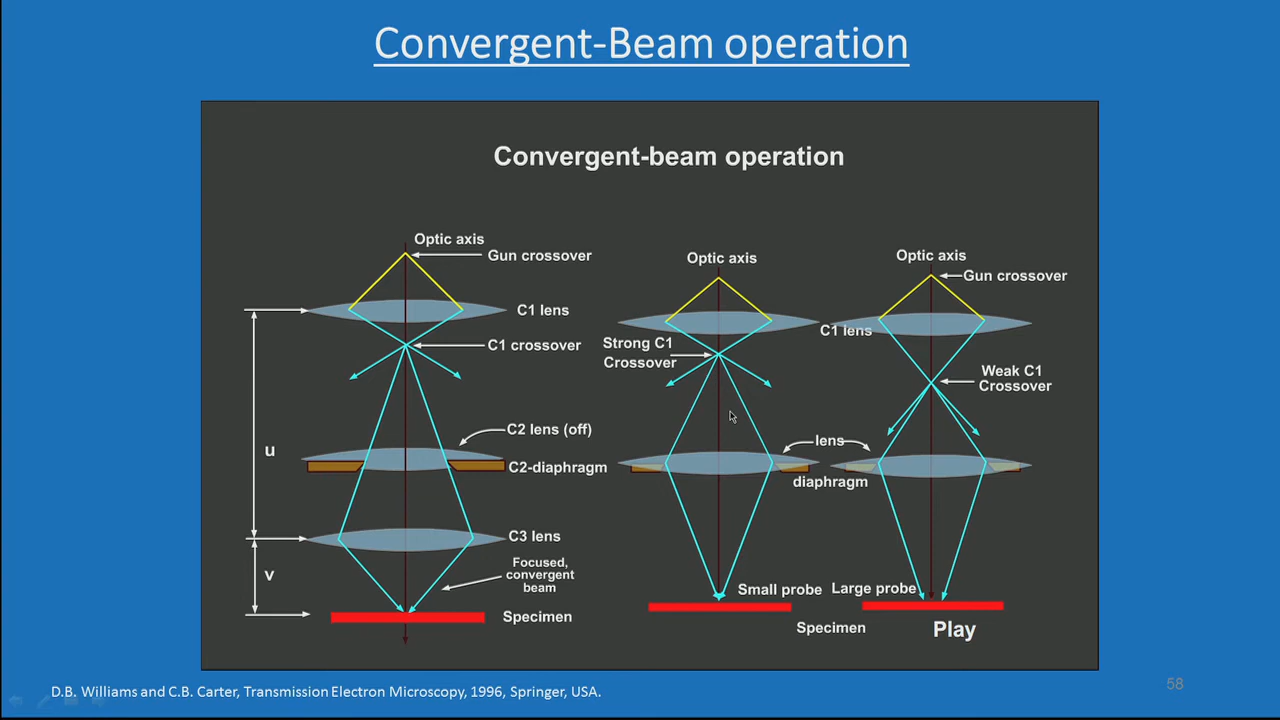 Convergent-Beam operation
Convergent-beam operation
Optic axis
Gun crossover
C1 lens
C1 crossover
C2 lens (off)
C2-diaphragm
u
C3 lens
v
Focused,
convergent
beam
Specimen
Optic axis
Strong C1
Crossover
lens
diaphragm
Small probe
Specimen
Optic axis
Gun crossover
C1 lens
Weak C1
Crossover
Large probe
Play
D.B. Williams and C.B. Carter, Transmission Electron Microscopy, 1996, Springer, USA.
58